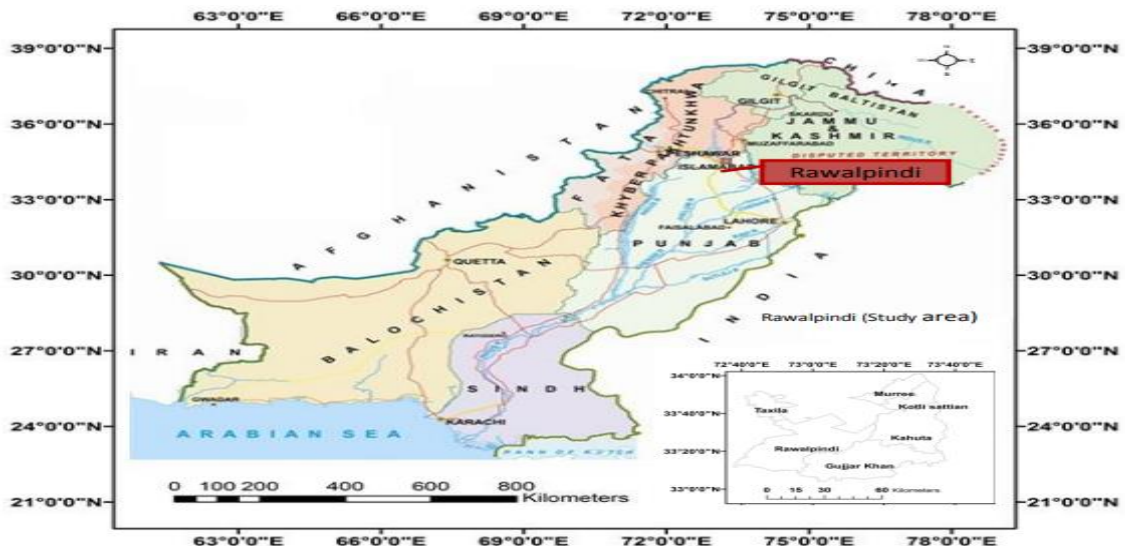 63°0'0"E 66°0'0"E 69°0'0"E 72°0'0"E 75°0'0"E 78°0'0"E
39°0'0"N
39°0'0"N
CHINA
GILGIT BALTISTAN
CHITRAL
GILGIT
SKARDU
36°0'0"N
36°0'0"N
JAMMU
&
KASHMIR
MUZAFFARABAD
DISPUTED TERRITORY
AFGHANISTAN
FATA
KHYBER PAKHTUNKHWA
PESHAWAR
ISLAMABAD
Rawalpindi
33°0'0"N
33°0'0"N
LAHORE
FAISALABAD
PUNJAB
QUETTA
30°0'0"N
30°0'0"N
INDIA
BALOCHISTAN
Rawalpindi (Study area)
27°0'0"N
27°0'0"N
IRAN
SINDH
GWADAR
KARACHI
24°0'0"N
24°0'0"N
ARABIAN SEA
RANN OF KUTCH
0 100 200 400 600 800
Kilometers
21°0'0"N
21°0'0"N
63°0'0"E 66°0'0"E 69°0'0"E 72°0'0"E 75°0'0"E 78°0'0"E
72°40'0"E 73°0'0"E 73°20'0"E 73°40'0"E
34°0'0"N
Murree
Taxila
Kotli sattian
33°40'0"N
Kahuta
Rawalpindi
33°20'0"N
Gujjar Khan
33°0'0"N
0 15 30 60 Kilometers